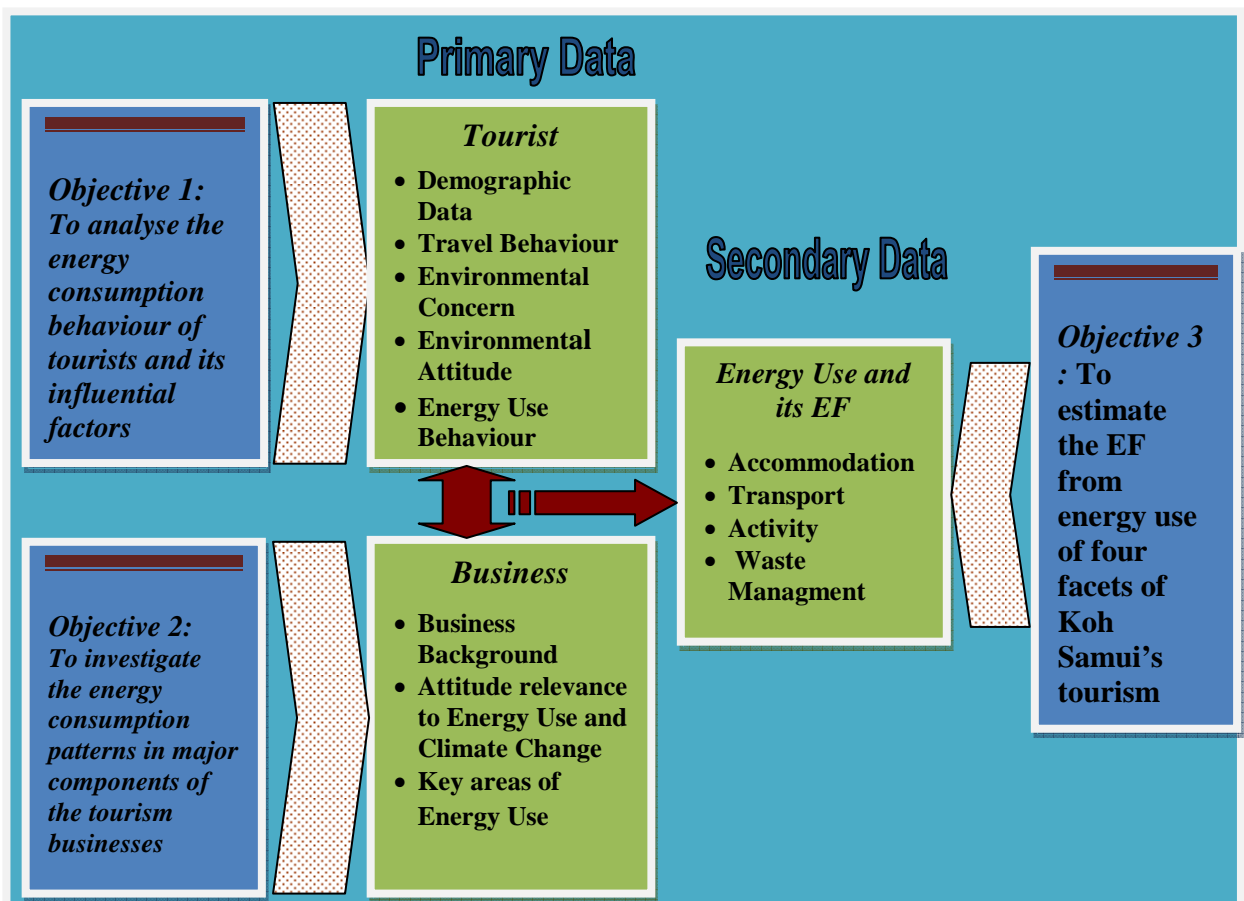 Primary Data
Objective 1:
To analyse the
energy
consumption
behaviour of
tourists and its
influential
factors
Tourist
• Demographic
Data
• Travel Behaviour
• Environmental
Concern
• Environmental
Attitude
• Energy Use
Behaviour
Objective 2:
To investigate
the energy
consumption
patterns in major
components of
the tourism
businesses
Business
• Business
Background
• Attitude relevance
to Energy Use and
Climate Change
• Key areas of
Energy Use
Secondary Data
Energy Use and
its EF
• Accommodation
• Transport
• Activity
• Waste
Managment
Objective 3
: To
estimate
the EF
from
energy use
of four
facets of
Koh
Samui’s
tourism